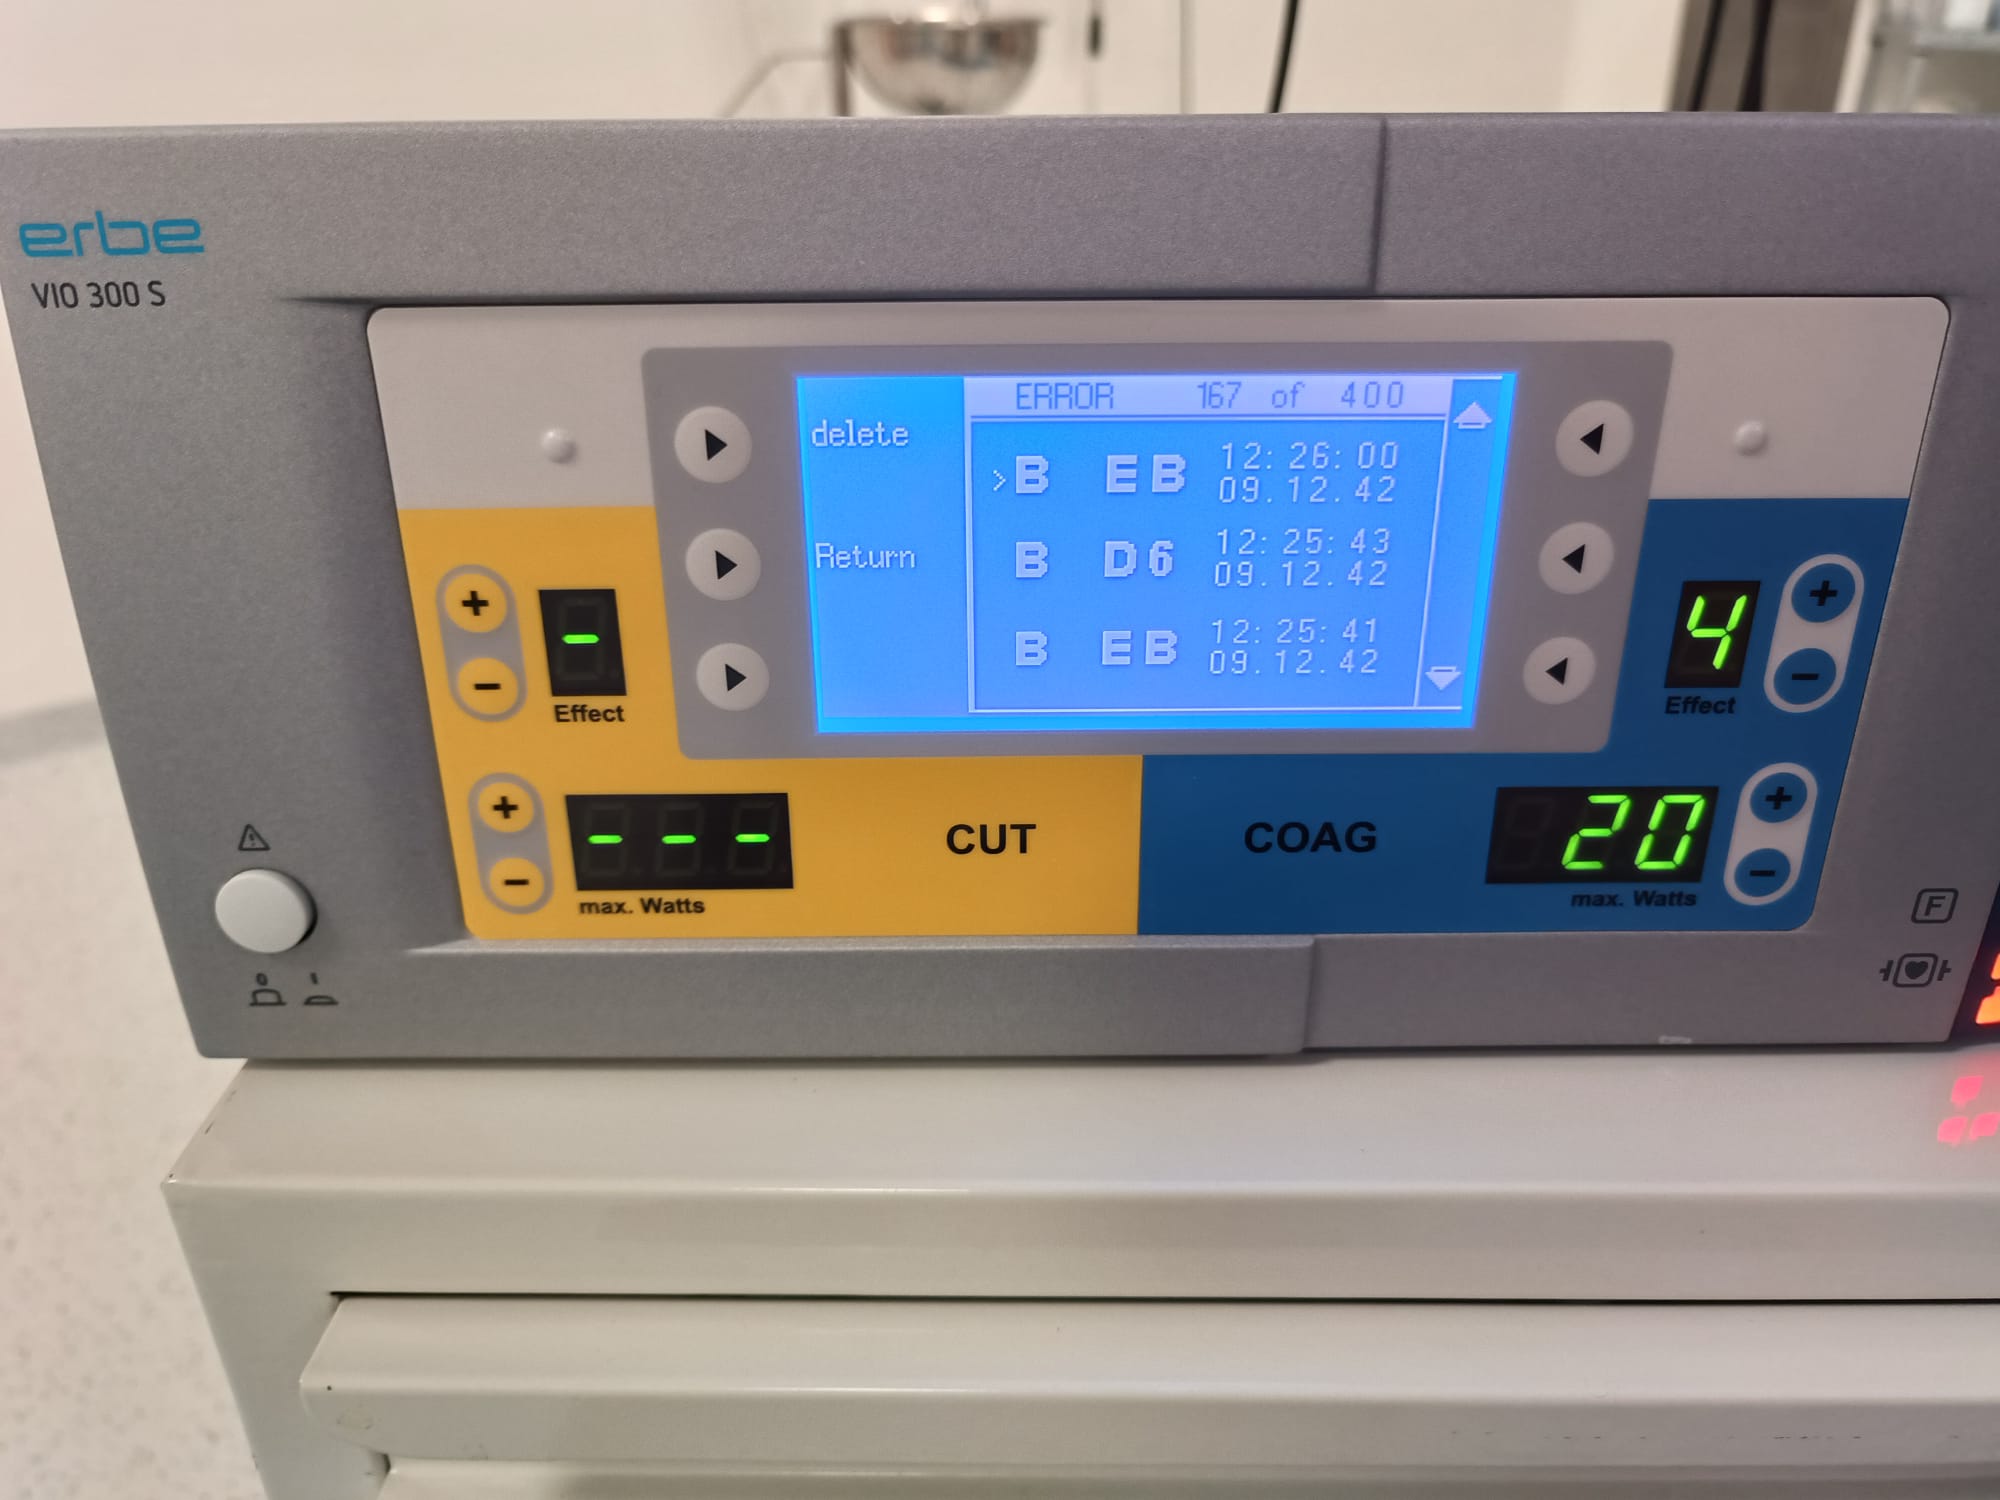 erbe
VIO 300 S
ERROR 167 of 400
delete
> B EB 12:26:00
09.12.42
B D6 12:25:43
09.12.42
Return
B EB 12:25:41
09.12.42
+
-
-
Effect
4
+
-
Effect
+
-
---
max. Watts
CUT
COAG
20
max. Watts
+
-
F